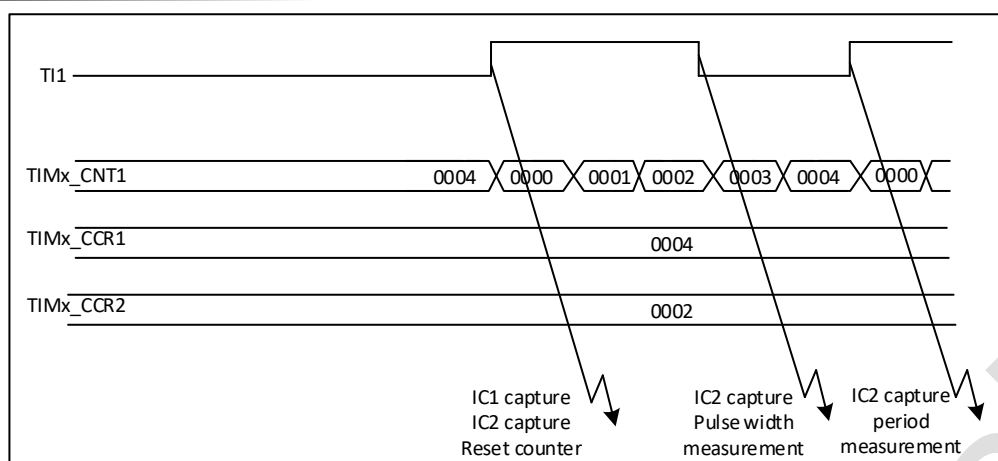 TI1
TIMx_CNT1
0004 0000 0001 0002 0003 0004 0000
TIMx_CCR1
0004
TIMx_CCR2
0002
IC1 capture
IC2 capture
Reset counter
IC2 capture
Pulse width
measurement
IC2 capture
period
measurement